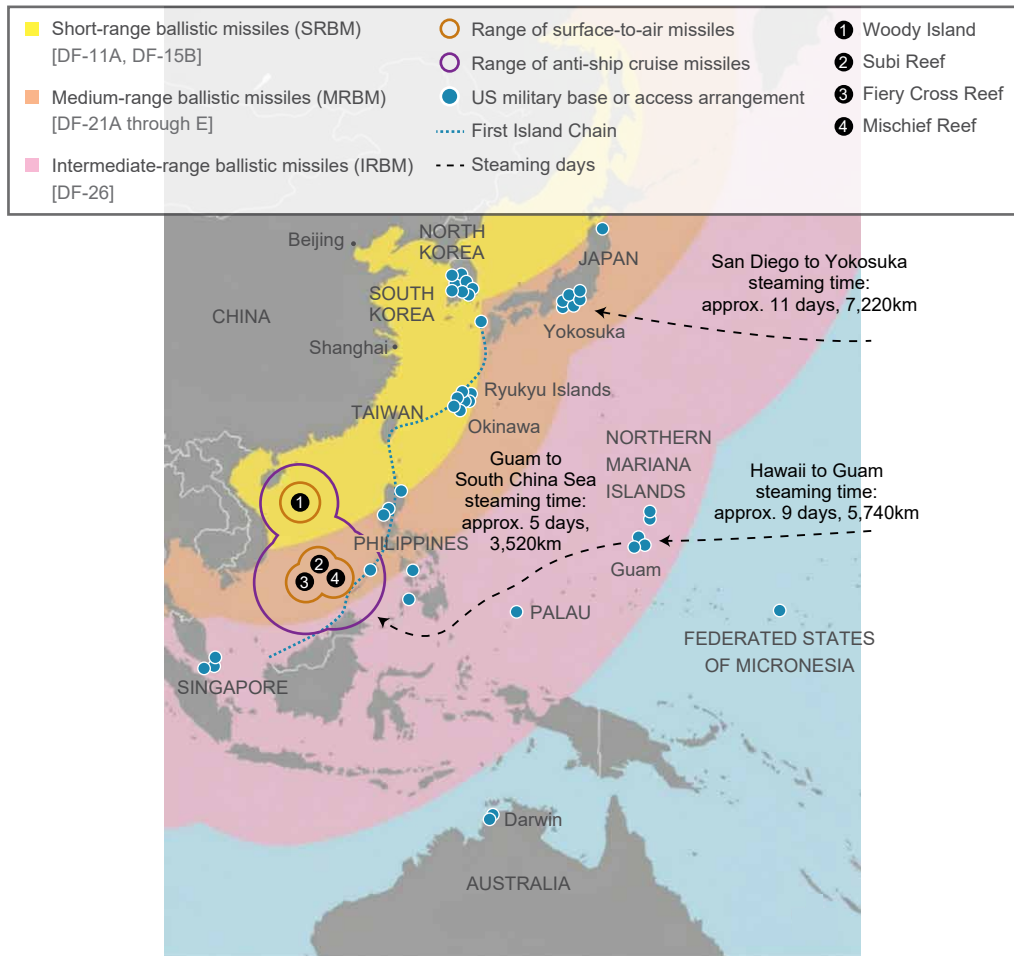 Short-range ballistic missiles (SRBM)
[DF-11A, DF-15B]
Medium-range ballistic missiles (MRBM)
[DF-21A through E]
Intermediate-range ballistic missiles (IRBM)
[DF-26]
Range of surface-to-air missiles
Range of anti-ship cruise missiles
US military base or access arrangement
First Island Chain
Steaming days
1 Woody Island
2 Subi Reef
3 Fiery Cross Reef
4 Mischief Reef
Beijing
NORTH
KOREA
JAPAN
San Diego to Yokosuka
steaming time:
approx. 11 days, 7,220km
SOUTH
KOREA
CHINA
Yokosuka
Shanghai
Ryukyu Islands
TAIWAN
Okinawa
NORTHERN
MARIANA
ISLANDS
Guam to
South China Sea
steaming time:
approx. 5 days,
3,520km
Hawaii to Guam
steaming time:
approx. 9 days, 5,740km
1
PHILIPPINES
2
3
4
Guam
PALAU
FEDERATED STATES
OF MICRONESIA
SINGAPORE
Darwin
AUSTRALIA